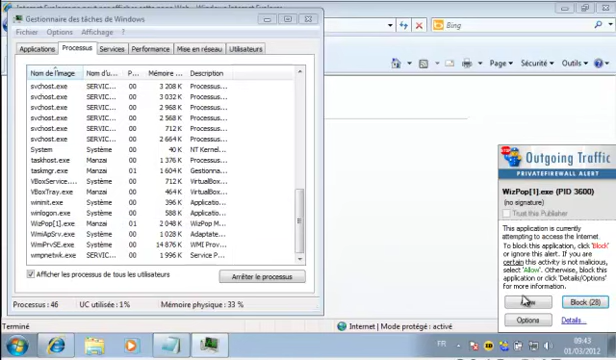 Gestionnaire des tâches de Windows
Fichier Options Affichage ?
Applications Processus Services Performance Mise en réseau Utilisateurs
Nom de l'image Nom d'u... P... Mémoire ... Description
svchost.exe SERVIC... 00 3 208 K Processus...
svchost.exe SERVIC... 00 3 032 K Processus...
svchost.exe SERVIC... 00 2 968 K Processus...
svchost.exe SERVIC... 00 2 568 K Processus...
svchost.exe SERVIC... 00 712 K Processus...
svchost.exe SERVIC... 00 2 664 K Processus...
System Système 00 40 K NT Kernel...
taskhost.exe Manzai 00 1 376 K Processus...
taskmgr.exe Manzai 01 1 604 K Gestionna...
VBoxService... Système 00 712 K VirtualBox...
VBoxTray.exe Manzai 00 464 K VirtualBox...
wininit.exe Système 00 396 K Applicatio...
winlogon.exe Système 00 584 K Applicatio...
WizPop[1].exe Manzai 01 2 048 K WizPop Mi...
WmiApSrv.exe Système 00 1 028 K Adaptate...
WmiPrvSE.exe Système 00 14 876 K WMI Prov...
wmpnetwk.exe SERVIC... 00 1 996 K Service P...
Afficher les processus de tous les utilisateurs
Arrêter le processus
Processus : 46 UC utilisée : 1% Mémoire physique : 33 %
Bing
Page Sécurité Outils
Outgoing Traffic
PRIVATEFIREWALL ALERT
WizPop[1].exe (PID 3600)
(no signature)
Trust this Publisher
This application is currently
attempting to access the Internet.
To block this application, click 'Block'
or ignore this alert. If you are
certain this activity is not malicious,
select 'Allow'. Otherwise, block this
application or click 'Details/Options'
for more information.
Block (28)
Options Details...
Terminé
Internet | Mode protégé : activé
FR
09:43
01/03/2012